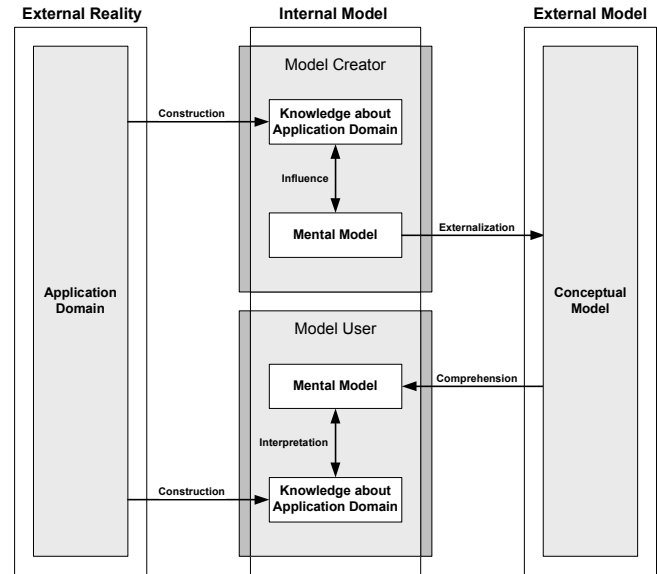 External Reality
Internal Model
External Model
Model Creator
Construction
Knowledge about
Application Domain
Influence
Mental Model
Externalization
Application
Domain
Conceptual
Model
Model User
Mental Model
Comprehension
Interpretation
Construction
Knowledge about
Application Domain